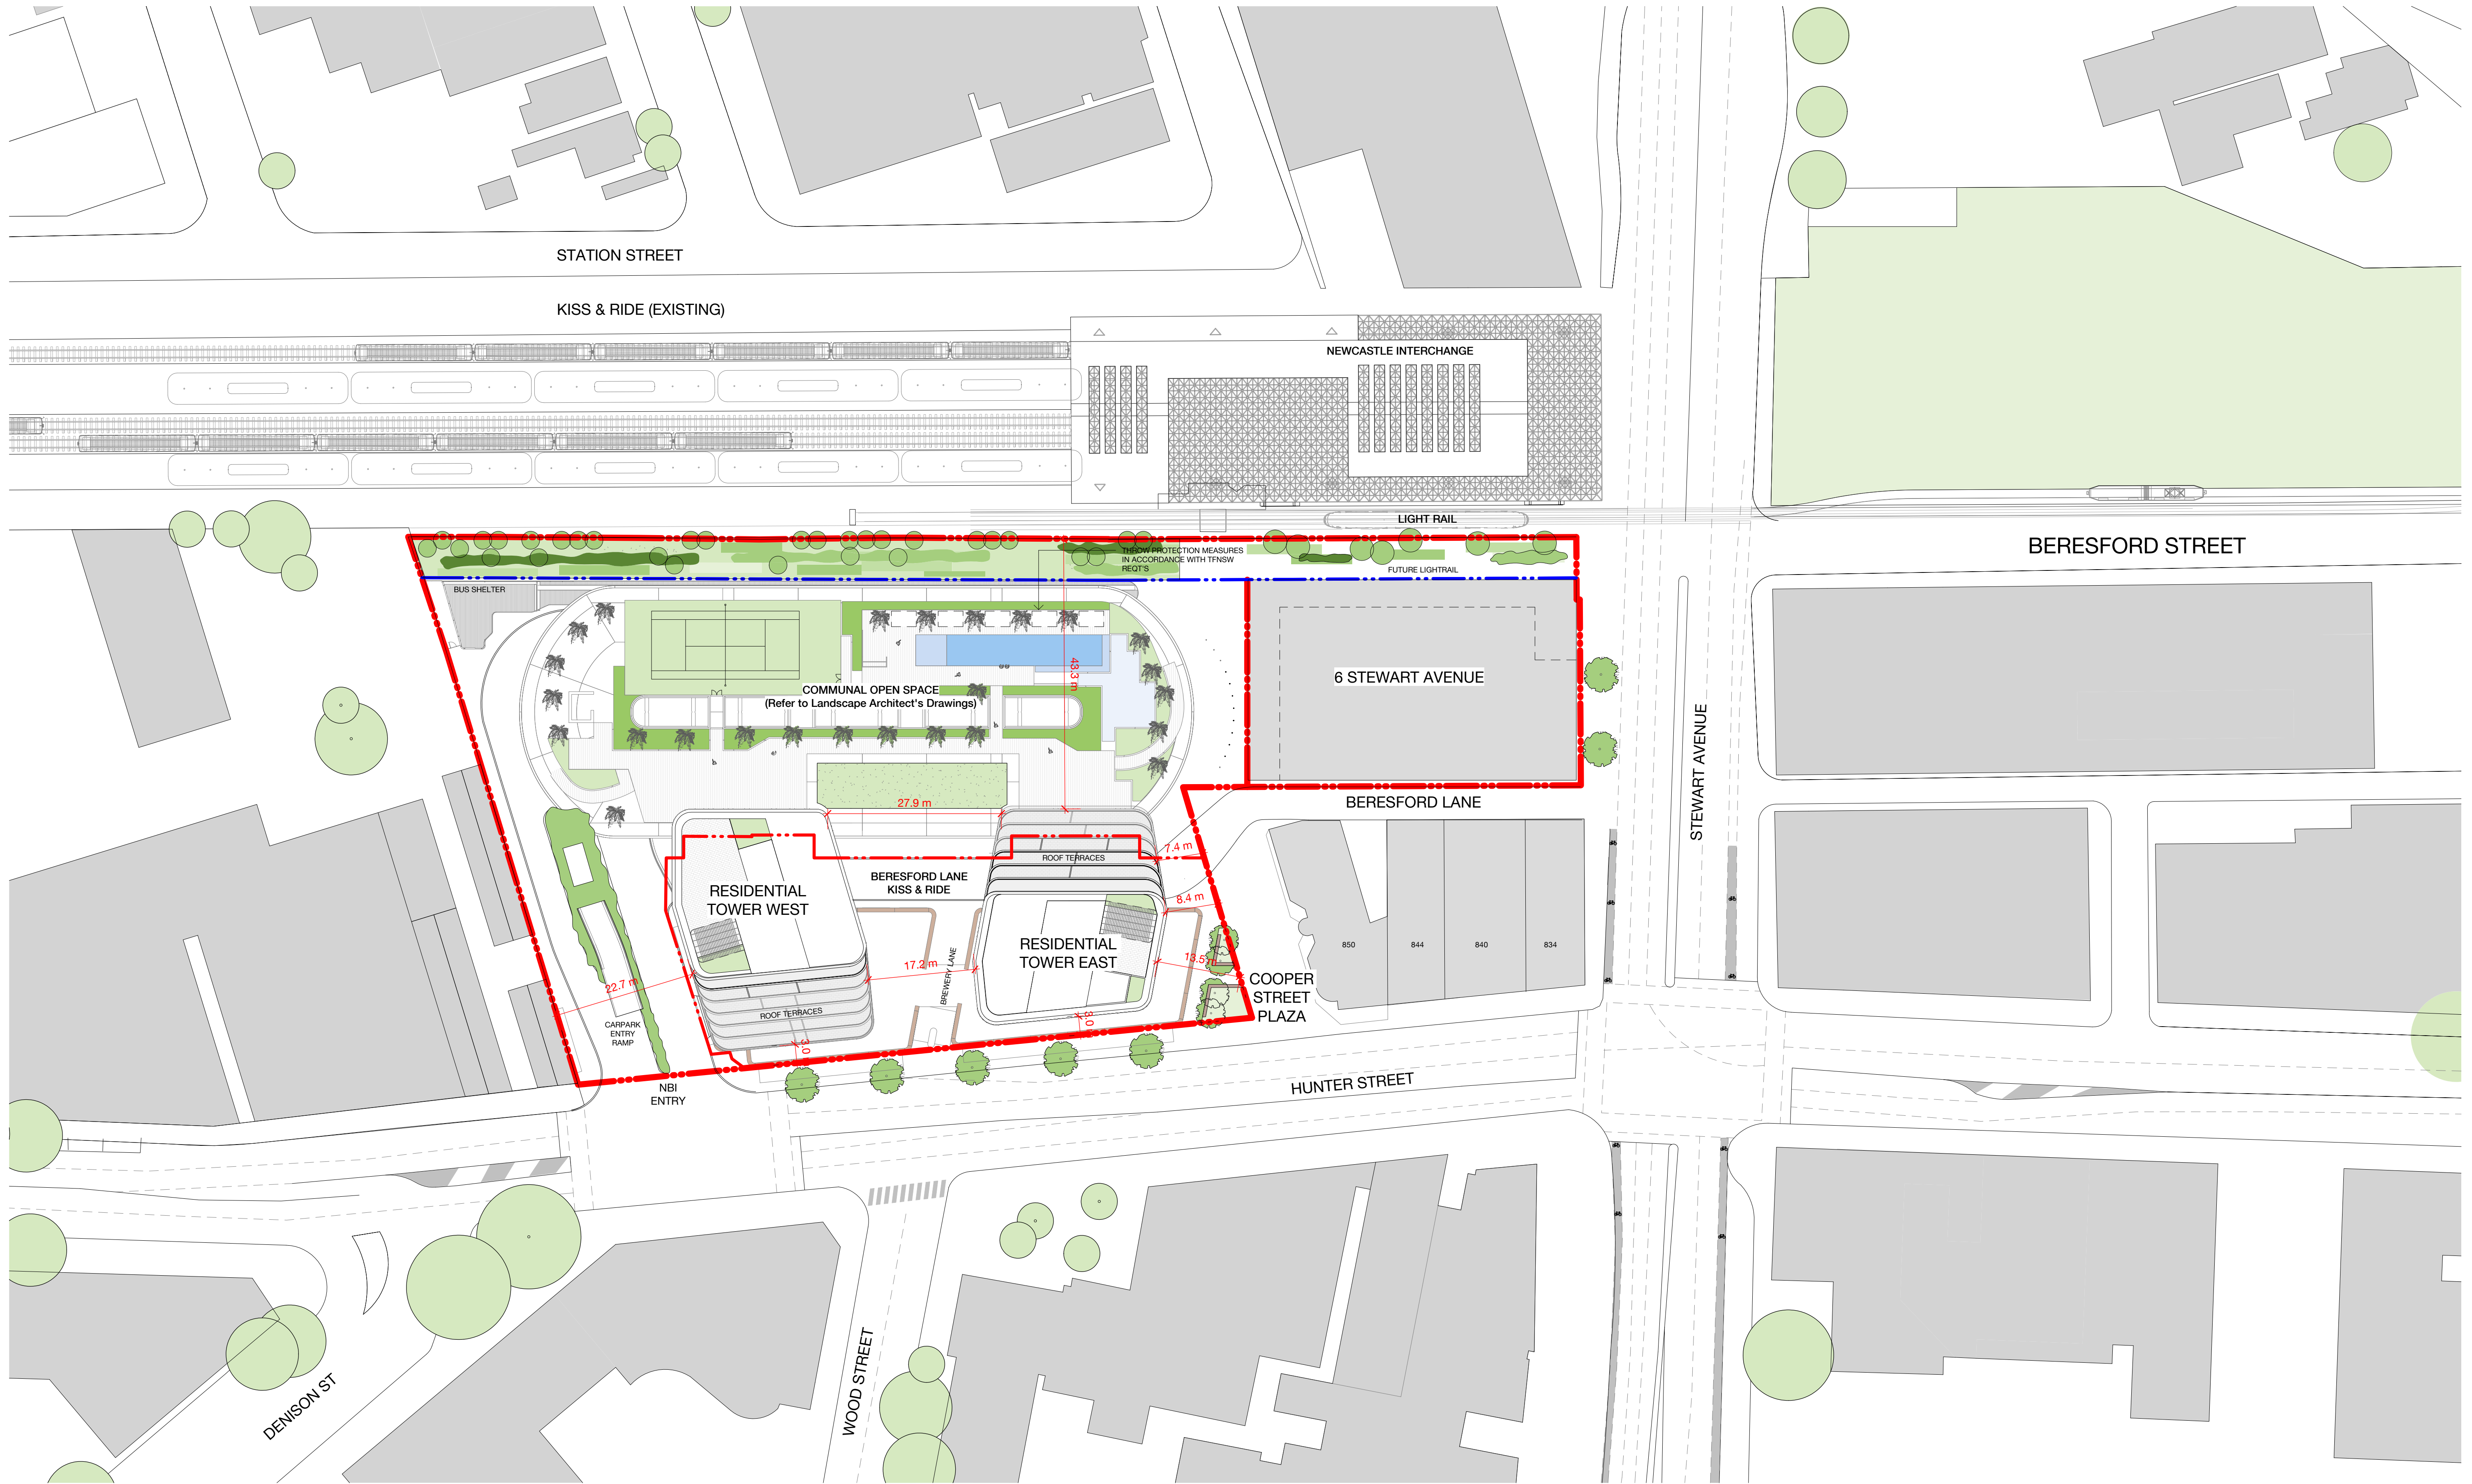 STATION STREET
KISS & RIDE (EXISTING)
NEWCASTLE INTERCHANGE
LIGHT RAIL
BERESFORD STREET
THROW PROTECTION MEASURES
IN ACCORDANCE WITH TFNSW
REQT'S
FUTURE LIGHTRAIL
BUS SHELTER
43.3 m
6 STEWART AVENUE
COMMUNAL OPEN SPACE
(Refer to Landscape Architect's Drawings)
STEWART AVENUE
27.9 m
BERESFORD LANE
7.4 m
ROOF TERRACES
BERESFORD LANE
KISS & RIDE
RESIDENTIAL
TOWER WEST
8.4 m
RESIDENTIAL
TOWER EAST
850
844
840
834
BREWERY LANE
17.2 m
13.5 m
22.7 m
COOPER
STREET
PLAZA
ROOF TERRACES
CARPARK
ENTRY
RAMP
3.0
3.0
NBI
ENTRY
HUNTER STREET
WOOD STREET
DENISON ST